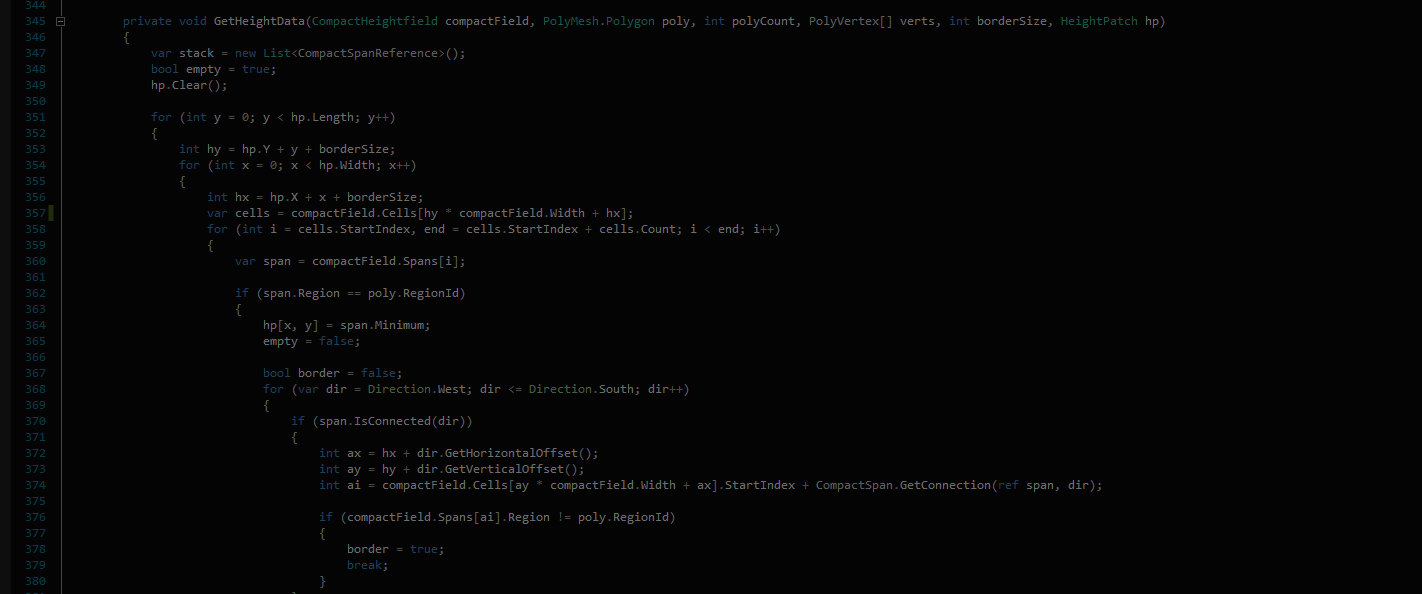 344
345 private void GetHeightData(CompactHeightfield compactField, PolyMesh.Polygon poly, int polyCount, PolyVertex[] verts, int borderSize, HeightPatch hp)
346 {
347 var stack = new List<CompactSpanReference>();
348 bool empty = true;
349 hp.Clear();
350
351 for (int y = 0; y < hp.Length; y++)
352 {
353 int hy = hp.Y + y + borderSize;
354 for (int x = 0; x < hp.Width; x++)
355 {
356 int hx = hp.X + x + borderSize;
357 var cells = compactField.Cells[hy * compactField.Width + hx];
358 for (int i = cells.StartIndex, end = cells.StartIndex + cells.Count; i < end; i++)
359 {
360 var span = compactField.Spans[i];
361
362 if (span.Region == poly.RegionId)
363 {
364 hp[x, y] = span.Minimum;
365 empty = false;
366
367 bool border = false;
368 for (var dir = Direction.West; dir <= Direction.South; dir++)
369 {
370 if (span.IsConnected(dir))
371 {
372 int ax = hx + dir.GetHorizontalOffset();
373 int ay = hy + dir.GetVerticalOffset();
374 int ai = compactField.Cells[ay * compactField.Width + ax].StartIndex + CompactSpan.GetConnection(ref span, dir);
375
376 if (compactField.Spans[ai].Region != poly.RegionId)
377 {
378 border = true;
379 break;
380 }